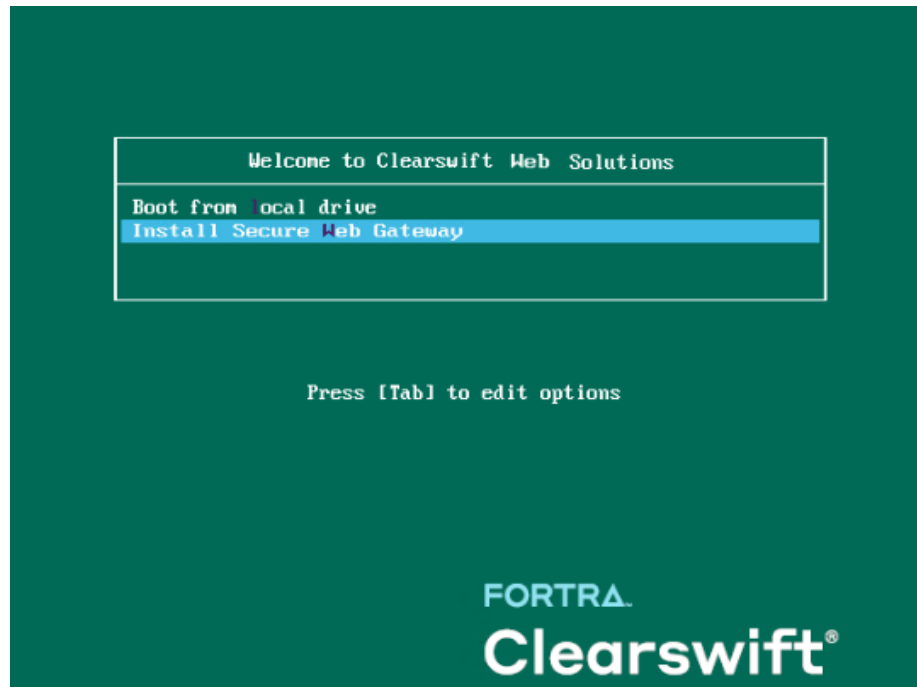 Welcome to Clearswift Web Solutions
Boot from local drive
Install Secure Web Gateway
Press [Tab] to edit options
FORTRA™
Clearswift®